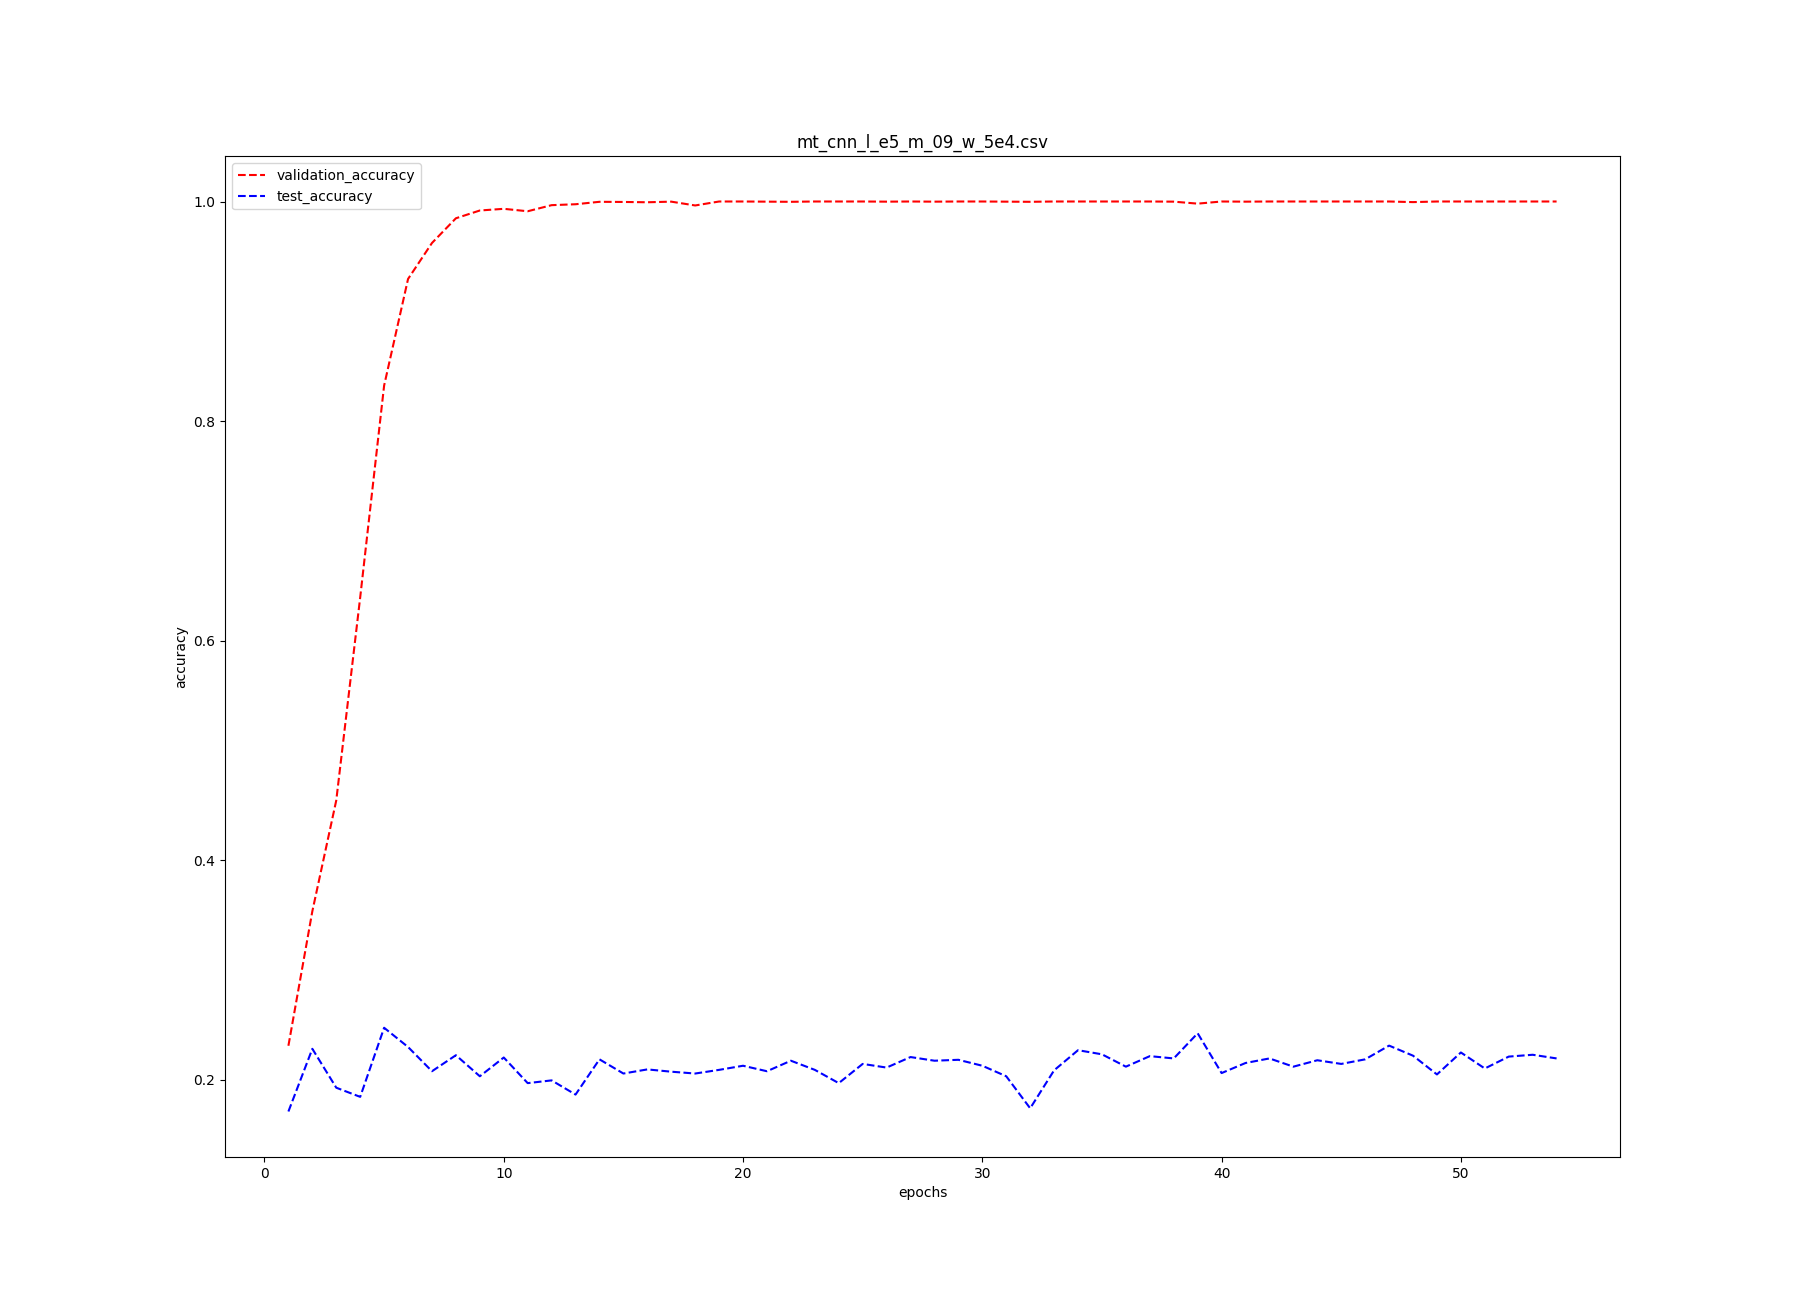 mt_cnn_l_e5_m_09_w_5e4.csv
validation_accuracy
test_accuracy
1.0
0.8
0.6
0.4
0.2
accuracy
0 10 20 30 40 50
epochs